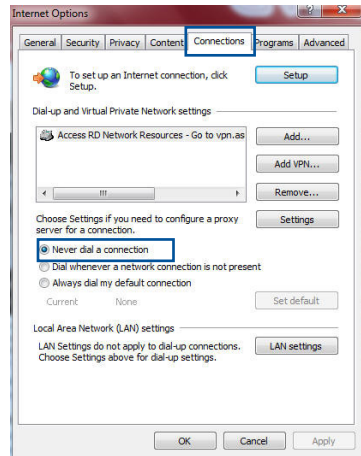 Internet Options
General Security Privacy Content Connections Programs Advanced
To set up an Internet connection, click
Setup.
Setup
Dial-up and Virtual Private Network settings
Access RD Network Resources - Go to vpn.as
Add...
Add VPN...
Remove...
Choose Settings if you need to configure a proxy
server for a connection.
Settings
Never dial a connection
Dial whenever a network connection is not present
Always dial my default connection
Current None
Set default
Local Area Network (LAN) settings
LAN Settings do not apply to dial-up connections.
Choose Settings above for dial-up settings.
LAN settings
OK Cancel Apply